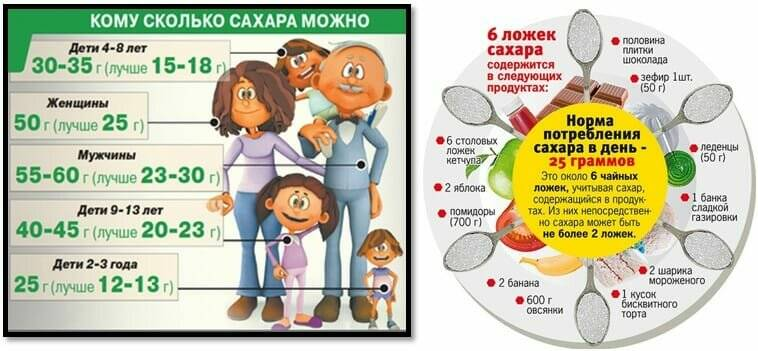 КОМУ СКОЛЬКО САХАРА МОЖНО
Дети 4-8 лет
30-35 г (лучше 15-18 г)
Женщины
50 г (лучше 25 г)
Мужчины
55-60 г (лучше 23-30 г)
Дети 9-13 лет
40-45 г (лучше 20-23 г)
Дети 2-3 года
25 г (лучше 12-13 г)
6 ложек
сахара
содержится
в следующих
продуктах:
половина
плитки
шоколада
зефир 1шт.
(50 г)
леденцы
(50 г)
1 банка
сладкой
газировки
2 шарика
мороженого
1 кусок
бисквитного
торта
600 г
овсянки
2 банана
помидоры
(700 г)
2 яблока
6 столовых
ложек
кетчупа
Норма
потребления
сахара в день -
25 граммов
Это около 6 чайных
ложек, учитывая сахар,
содержащийся в продук-
тах. Из них непосредствен-
но сахара может быть
не более 2 ложек.